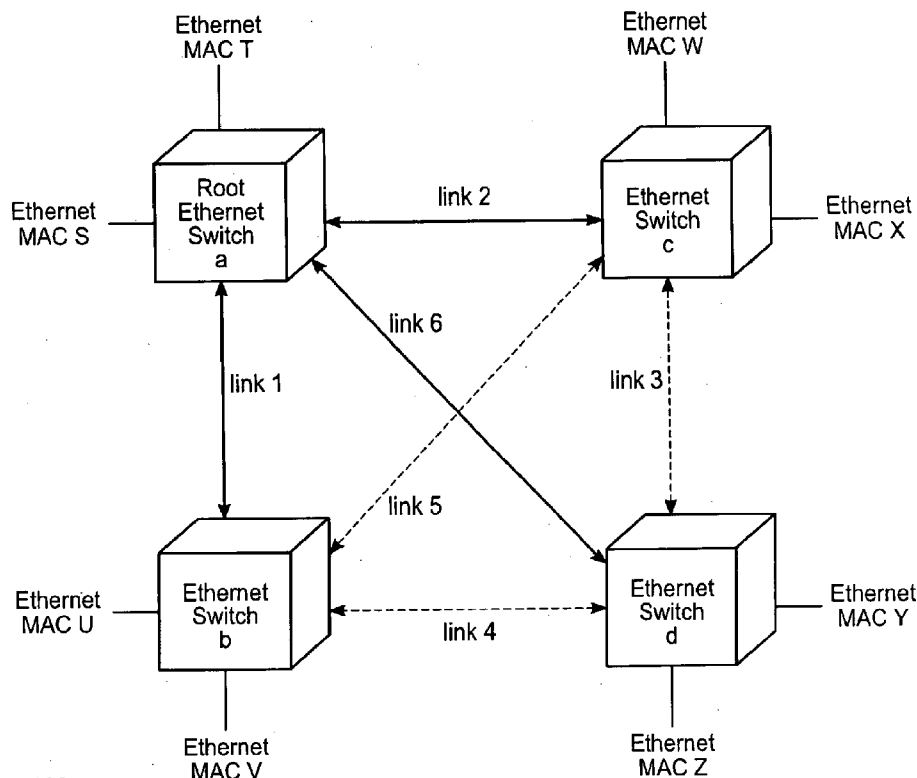 Ethernet
MAC T
Ethernet
MAC W
Root
Ethernet
Switch
a
Ethernet
MAC S
link 2
Ethernet
Switch
c
Ethernet
MAC X
link 6
link 1
link 3
link 5
Ethernet
MAC U
Ethernet
Switch
b
link 4
Ethernet
Switch
d
Ethernet
MAC Y
Ethernet
MAC V
Ethernet
MAC Z